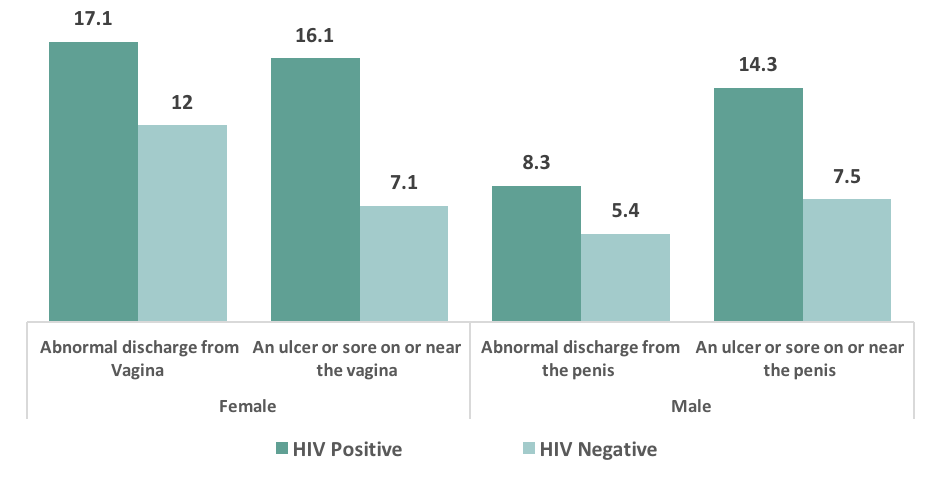 17.1
12
16.1
7.1
8.3
5.4
14.3
7.5
Abnormal discharge from
Vagina
An ulcer or sore on or near
the vagina
Abnormal discharge from
the penis
An ulcer or sore on or near
the penis
Female
Male
HIV Positive
HIV Negative